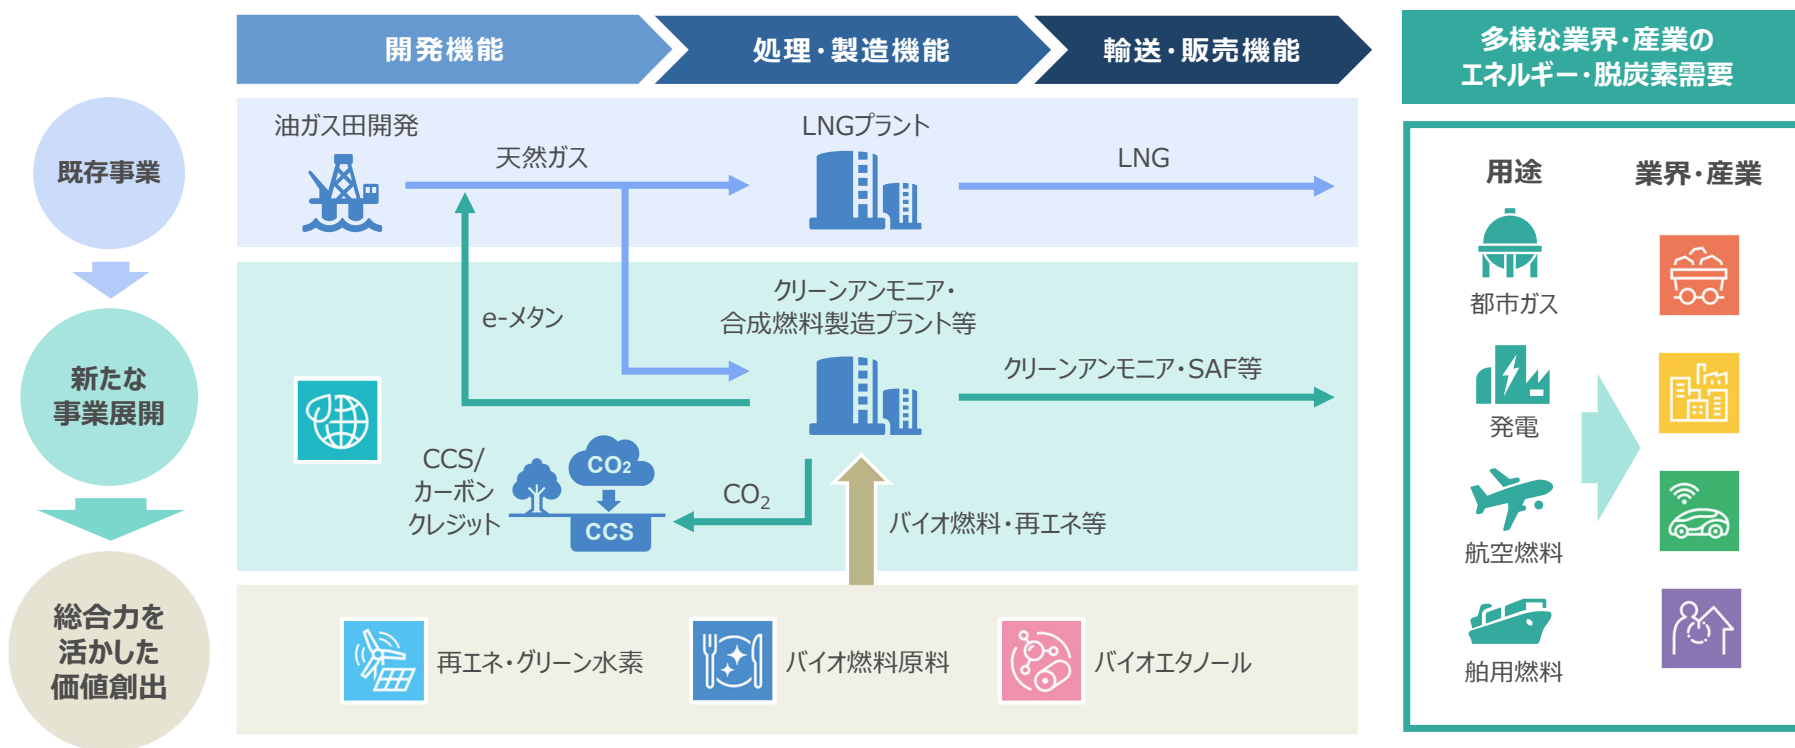 開発機能
処理・製造機能
輸送・販売機能
多様な業界・産業の
エネルギー・脱炭素需要
既存事業
油ガス田開発
天然ガス
LNGプラント
LNG
新たな
事業展開
e-メタン
クリーンアンモニア・
合成燃料製造プラント等
クリーンアンモニア・SAF等
CCS/
カーボン
クレジット
CO2
CCS
CO2
バイオ燃料・再エネ等
総合力を
活かした
価値創出
再エネ・グリーン水素
バイオ燃料原料
バイオエタノール
用途
業界・産業
都市ガス
発電
航空燃料
舶用燃料